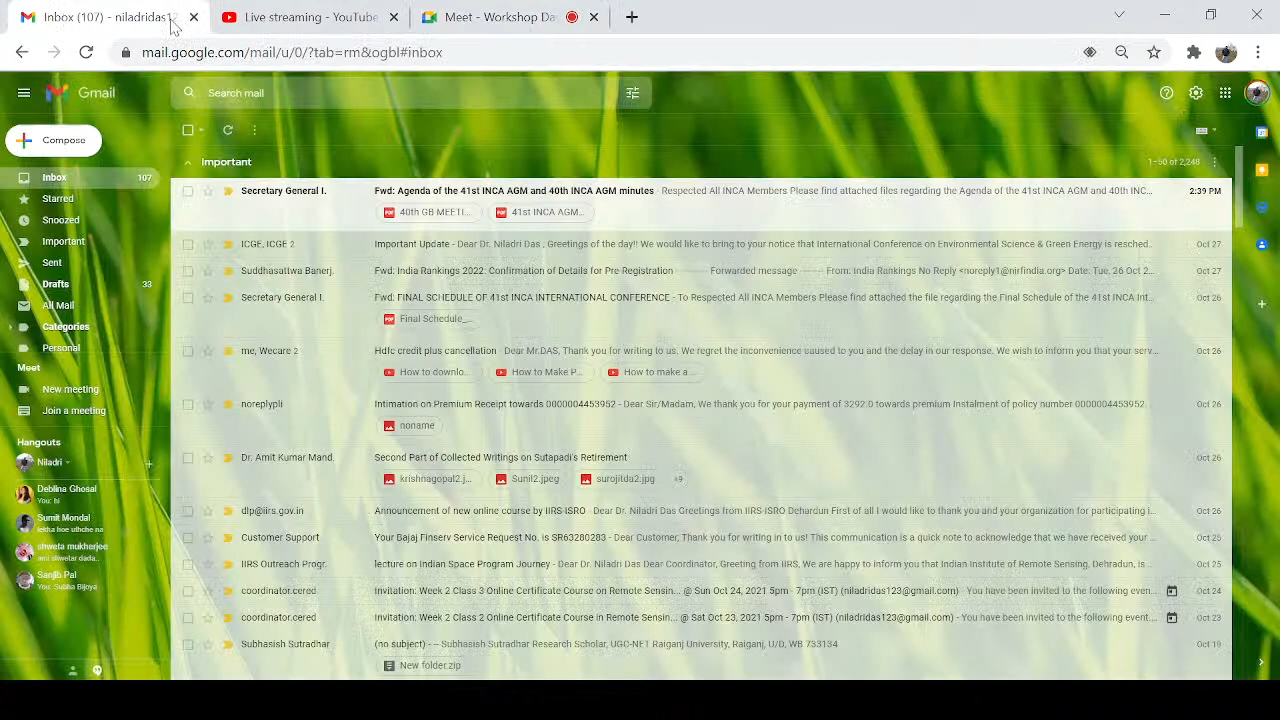 Inbox (107) - niladridas12
Live streaming - YouTube
Meet - Workshop Da
mail.google.com/mail/u/0/?tab=rm&ogbl#inbox
Gmail
Search mail
Compose
Important
1–50 of 2,248
Inbox 107
Starred
Snoozed
Important
Sent
Drafts 33
All Mail
Categories
Personal
Meet
New meeting
Join a meeting
Hangouts
Niladri
Deblina Ghosal
You: hi
Sumit Mondal
lekha hoe uthche na
shweta mukherjee
ami shwetar dada..
Sanjib Pal
You: Subha Bijoya
Secretary General I. Fwd: Agenda of the 41st INCA AGM and 40th INCA AGM minutes - Respected All INCA Members Please find attached files regarding the Agenda of the 41st INCA AGM and 40th INC... 2:39 PM
40th GB MEETI... 41st INCA AGM...
ICGE, ICGE 2 Important Update - Dear Dr. Niladri Das , Greetings of the day!! We would like to bring to your notice that International Conference on Environmental Science & Green Energy is resched.. Oct 27
Suddhasattwa Banerj. Fwd: India Rankings 2022: Confirmation of Details for Pre-Registration - ---------- Forwarded message --------- From: India Rankings No Reply <noreply1@nirfindia.org> Date: Tue, 26 Oct 2... Oct 27
Secretary General I. Fwd: FINAL SCHEDULE OF 41st INCA INTERNATIONAL CONFERENCE - To Respected All INCA Members Please find attached the file regarding the Final Schedule of the 41st INCA Int... Oct 26
Final Schedule_...
me, Wecare 2 Hdfc credit plus cancellation - Dear Mr.DAS, Thank you for writing to us. We regret the inconvenience caused to you and the delay in our response. We wish to inform you that your serv... Oct 26
How to downlo... How to Make P... How to make a ...
noreplypli Intimation on Premium Receipt towards 0000004453952 - Dear Sir/Madam, We thank you for your payment of 3292.0 towards premium Instalment of policy number 0000004453952. Oct 26
noname
Dr. Amit Kumar Mand. Second Part of Collected Writings on Sutapadi's Retirement Oct 26
krishnagopal2.j... Sunil2.jpeg surojitda2.jpg +9
dlp@iirs.gov.in Announcement of new online course by IIRS-ISRO - Dear Dr. Niladri Das Greetings from IIRS-ISRO Dehardun First of all I would like to thank you and your organization for participating i... Oct 26
Customer Support Your Bajaj Finserv Service Request No. is SR63280283 - Dear Customer, Thank you for writing in to us! This communication is a quick note to acknowledge that we have received your ... Oct 25
IIRS Outreach Progr. lecture on Indian Space Program Journey - Dear Dr. Niladri Das Dear Coordinator, Greeting from IIRS, We are happy to inform you that Indian Institute of Remote Sensing, Dehradun, is... Oct 25
coordinator.cered Invitation: Week 2 Class 3 Online Certificate Course on Remote Sensin... @ Sun Oct 24, 2021 5pm - 7pm (IST) (niladridas123@gmail.com) - You have been invited to the following even... Oct 24
coordinator.cered Invitation: Week 2 Class 2 Online Certificate Course in Remote Sensin... @ Sat Oct 23, 2021 5pm - 7pm (IST) (niladridas123@gmail.com) - You have been invited to the following event... Oct 23
Subhasish Sutradhar (no subject) - -- Subhasish Sutradhar Research Scholar, UGC-NET Raiganj University, Raiganj, U/D, WB 733134 Oct 19
New folder.zip